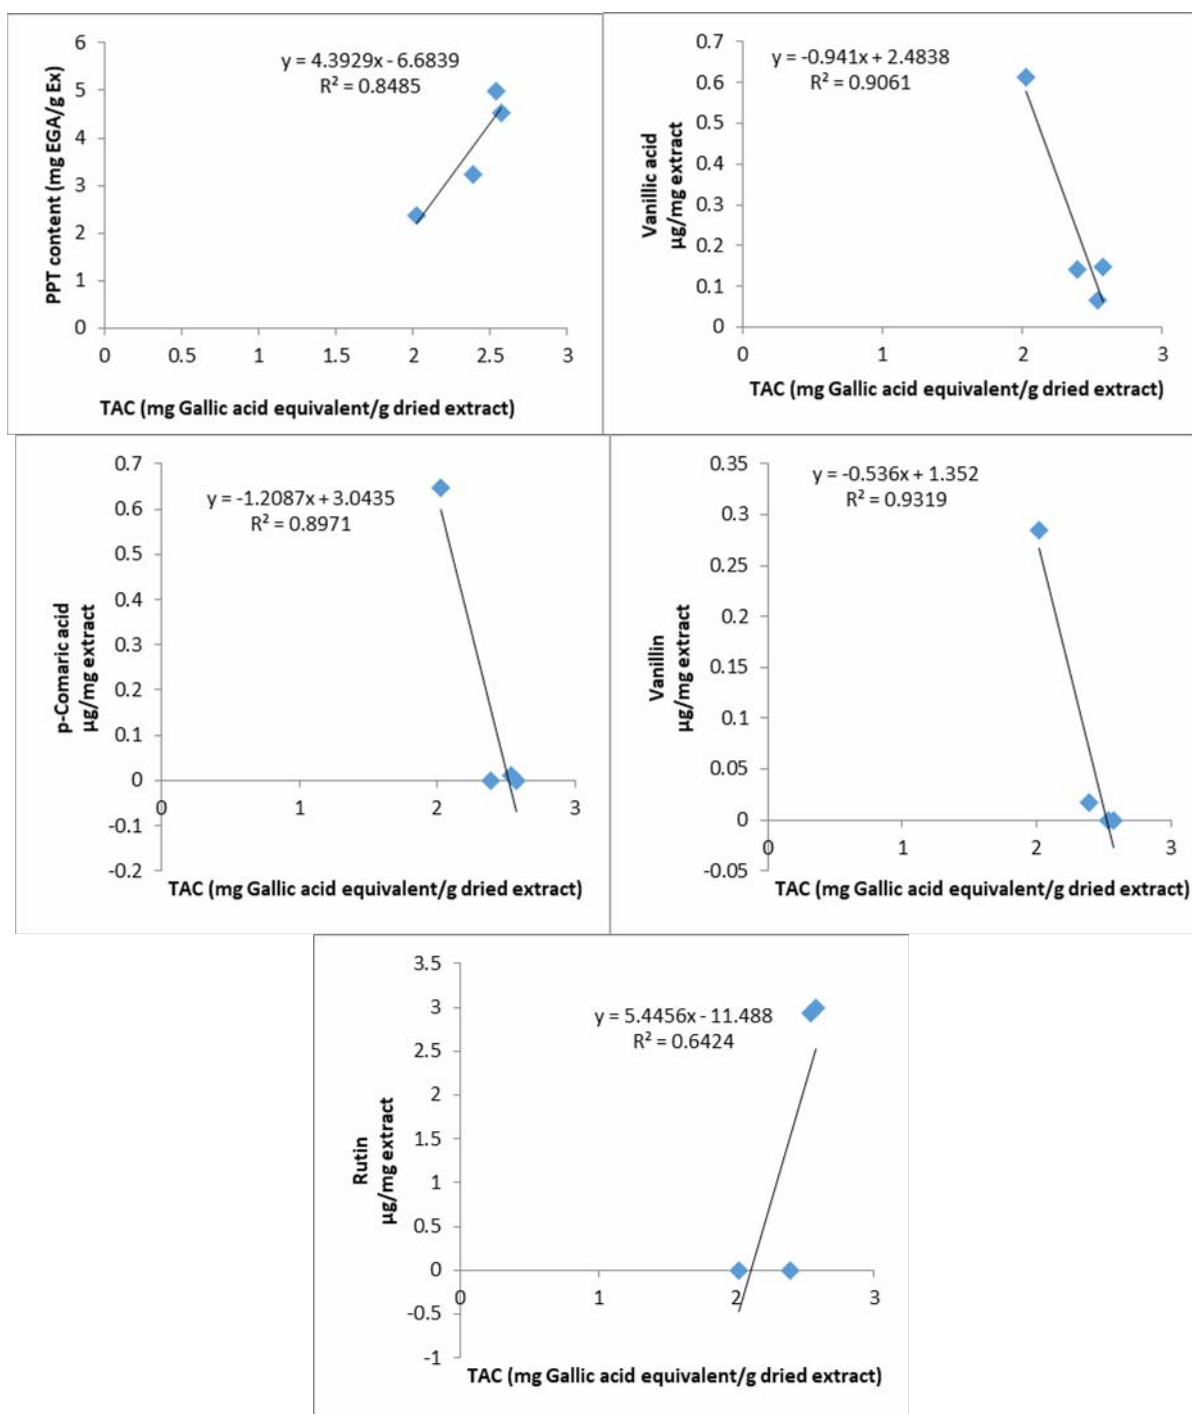 6
5
4
3
2
1
0
PPT content (mg EGA/g Ex)
y = 4.3929x - 6.6839
R² = 0.8485
0 0.5 1 1.5 2 2.5 3
TAC (mg Gallic acid equivalent/g dried extract)
0.7
0.6
0.5
0.4
0.3
0.2
0.1
0
Vanillic acid
µg/mg extract
y = -0.941x + 2.4838
R² = 0.9061
0 1 2 3
TAC (mg Gallic acid equivalent/g dried extract)
0.7
0.6
0.5
0.4
0.3
0.2
0.1
0
-0.1
-0.2
p-Comaric acid
µg/mg extract
y = -1.2087x + 3.0435
R² = 0.8971
0 1 2 3
TAC (mg Gallic acid equivalent/g dried extract)
0.35
0.3
0.25
0.2
0.15
0.1
0.05
0
-0.05
Vanillin
µg/mg extract
y = -0.536x + 1.352
R² = 0.9319
0 1 2 3
TAC (mg Gallic acid equivalent/g dried extract)
3.5
3
2.5
2
1.5
1
0.5
0
-0.5
-1
Rutin
µg/mg extract
y = 5.4456x - 11.488
R² = 0.6424
0 1 2 3
TAC (mg Gallic acid equivalent/g dried extract)